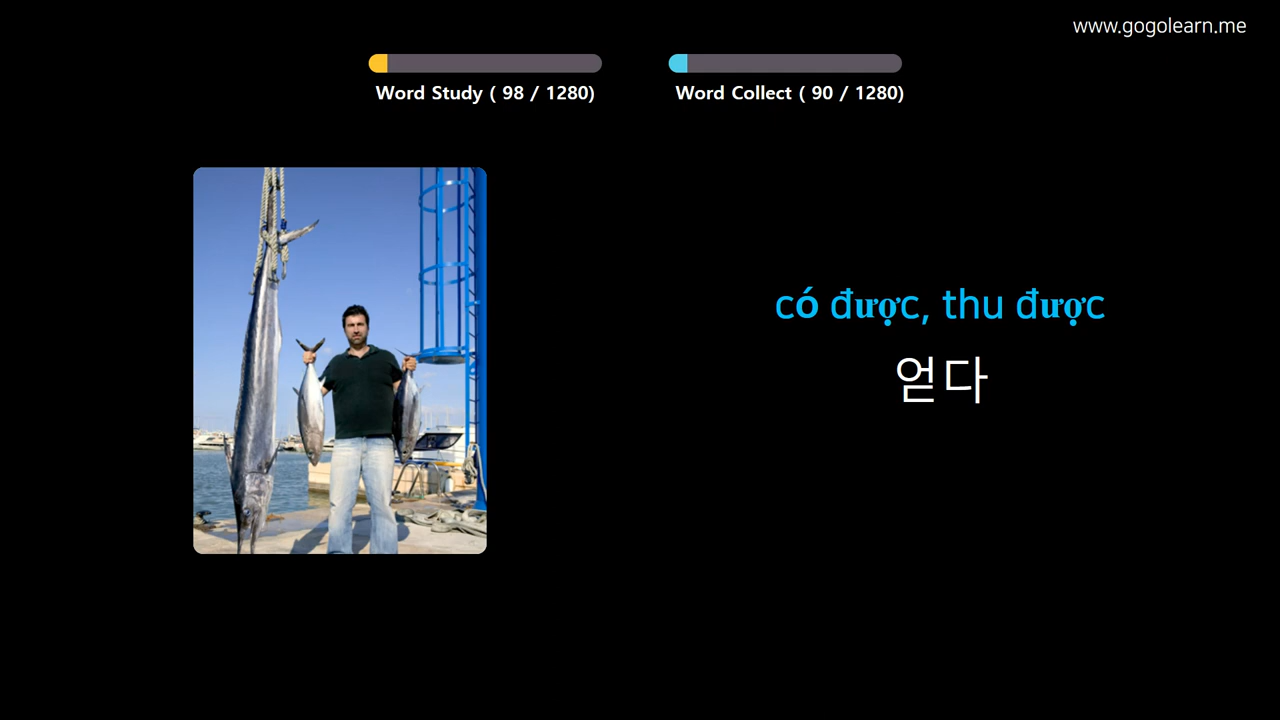 www.gogolearn.me
Word Study ( 98 / 1280)
Word Collect ( 90 / 1280)
có được, thu được
얻다